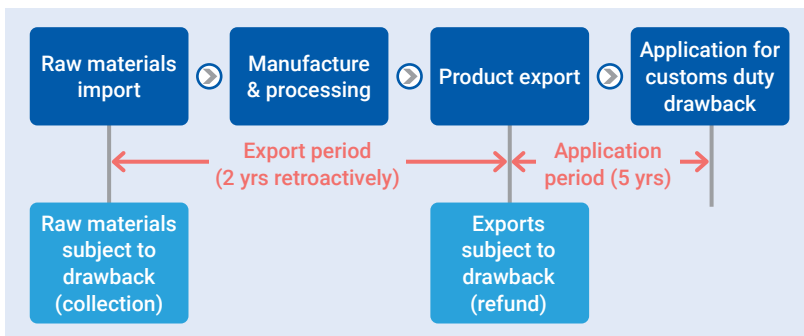 Raw materials
import
Manufacture
& processing
Product export
Application for
customs duty
drawback
Export period
(2 yrs retroactively)
Application
period (5 yrs)
Raw materials
subject to
drawback
(collection)
Exports
subject to
drawback
(refund)